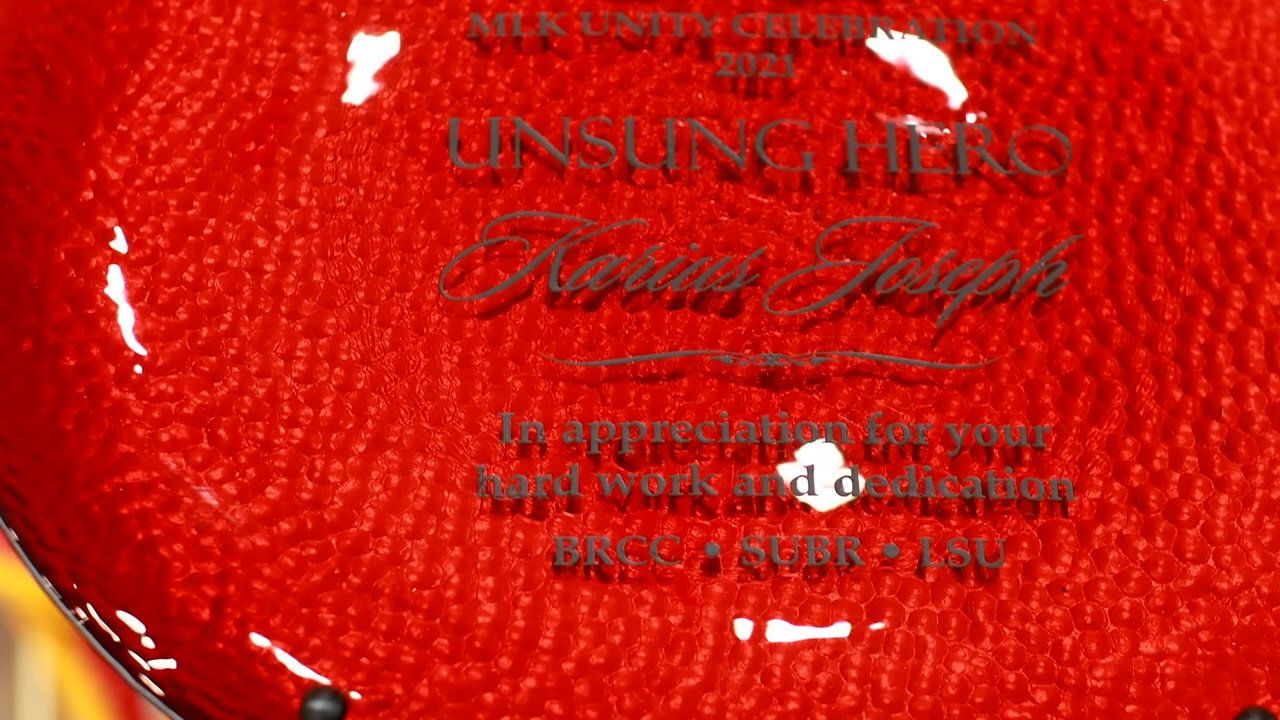 MLK UNITY CELEBRATION
2021
UNSUNG HERO
Karius Joseph
In appreciation for your
hard work and dedication
BRCC • SUBR • LSU